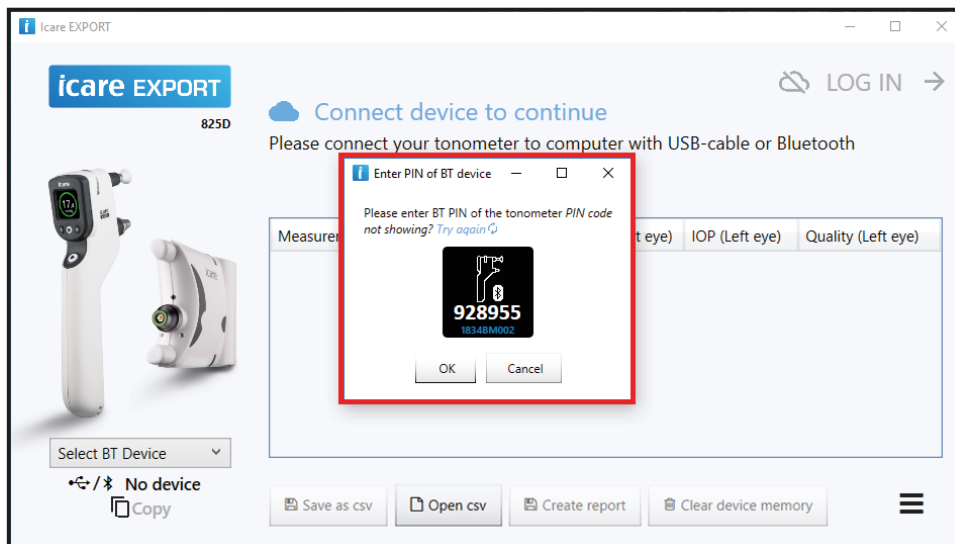 Icare EXPORT
icare EXPORT
825D
LOG IN
Connect device to continue
Please connect your tonometer to computer with USB-cable or Bluetooth
Enter PIN of BT device
Please enter BT PIN of the tonometer PIN code
not showing? Try again
928955
1834BM002
OK Cancel
Measurem t eye) IOP (Left eye) Quality (Left eye)
Select BT Device
No device
Copy
Save as csv Open csv Create report Clear device memory